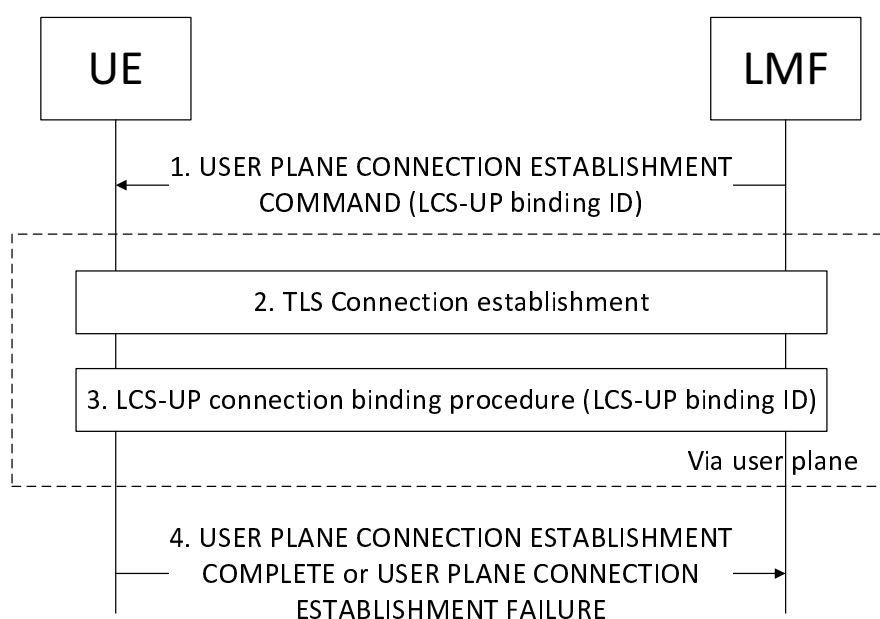 UE
LMF
1. USER PLANE CONNECTION ESTABLISHMENT
COMMAND (LCS-UP binding ID)
2. TLS Connection establishment
3. LCS-UP connection binding procedure (LCS-UP binding ID)
Via user plane
4. USER PLANE CONNECTION ESTABLISHMENT
COMPLETE or USER PLANE CONNECTION
ESTABLISHMENT FAILURE